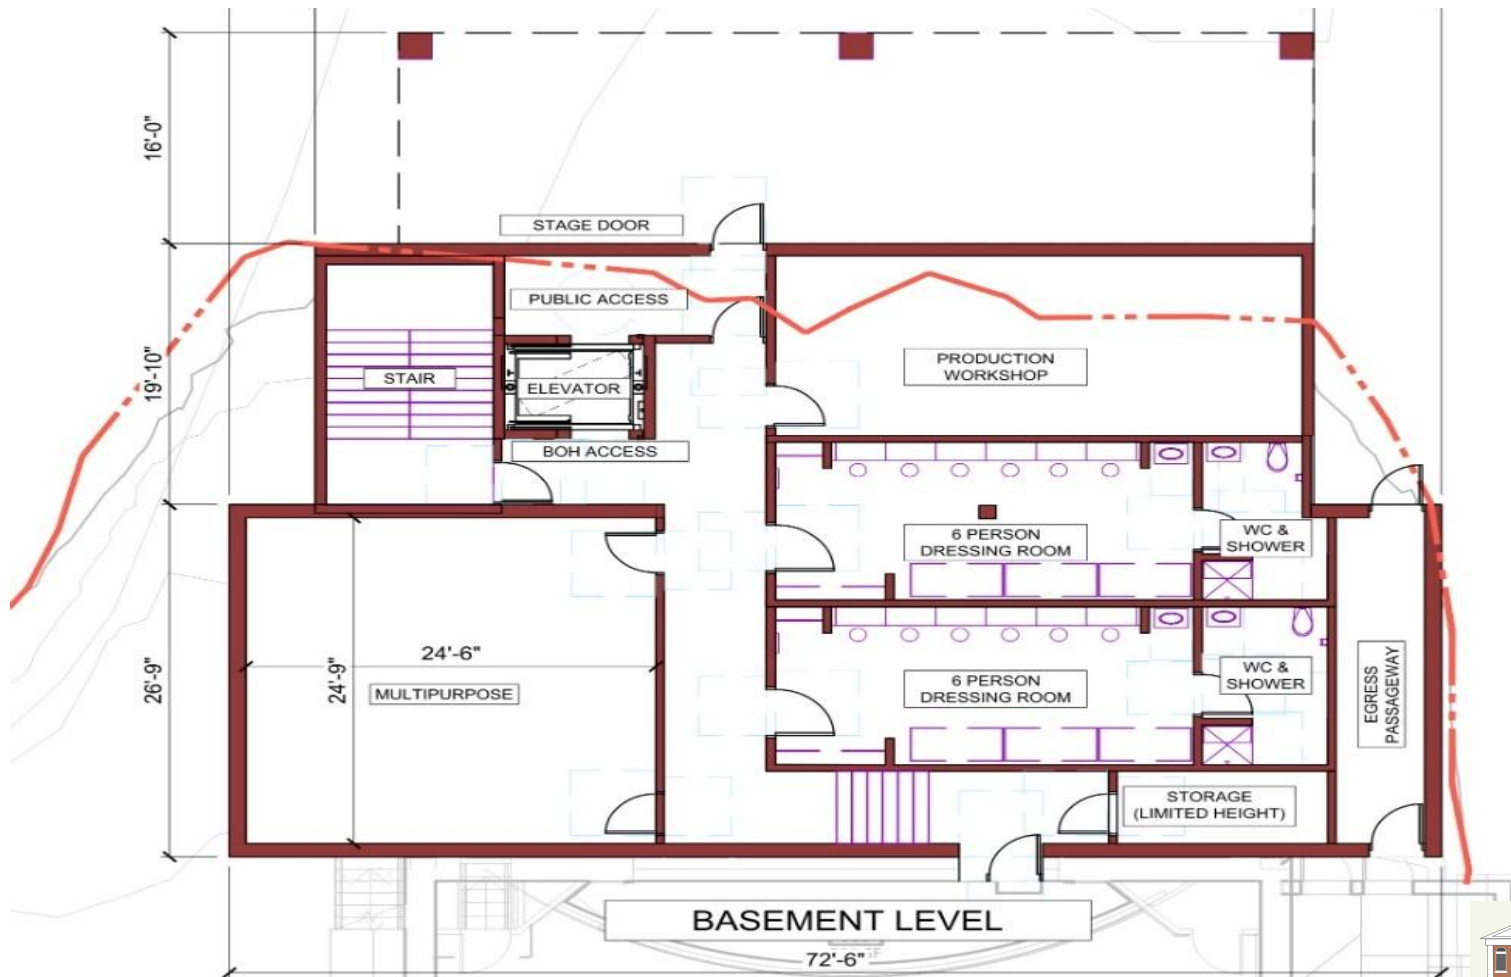 16'-0"
STAGE DOOR
PUBLIC ACCESS
19'-10"
STAIR
ELEVATOR
PRODUCTION
WORKSHOP
BOH ACCESS
6 PERSON
DRESSING ROOM
WC &
SHOWER
26'-9"
24'-6"
24'-9"
MULTIPURPOSE
6 PERSON
DRESSING ROOM
WC &
SHOWER
EGRESS
PASSAGEWAY
STORAGE
(LIMITED HEIGHT)
BASEMENT LEVEL
72'-6"